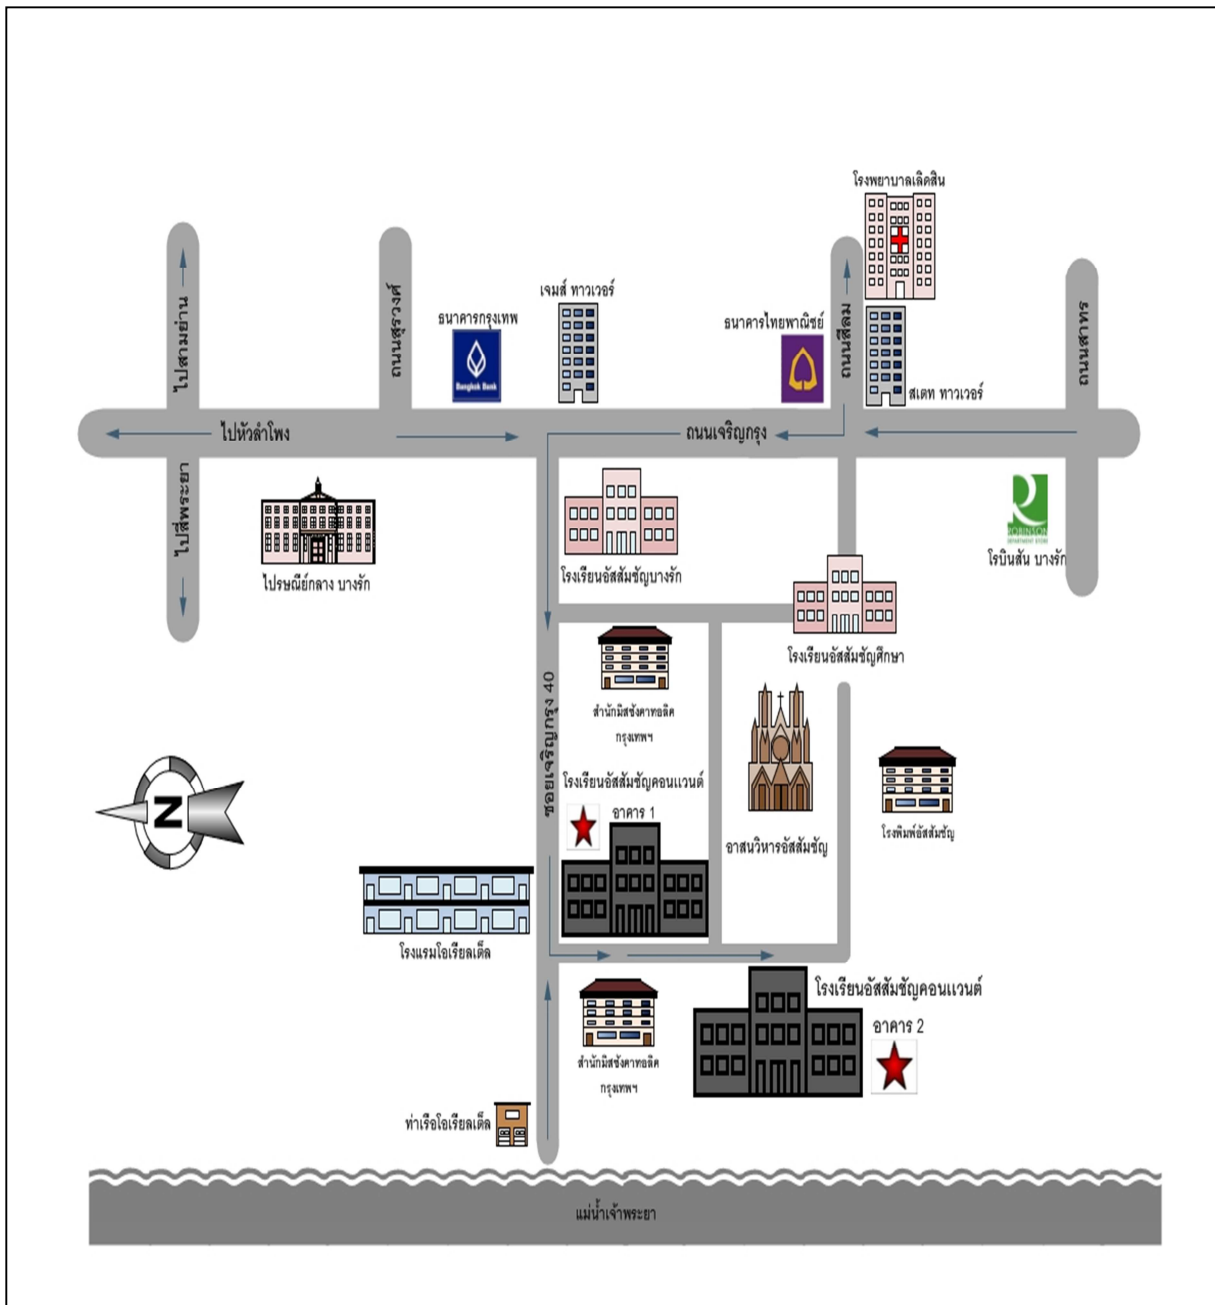 โรงพยาบาลเลิดสิน
เจมส์ ทาวเวอร์
ธนาคารกรุงเทพ
Bangkok Bank
ธนาคารไทยพาณิชย์
สเตท ทาวเวอร์
ไปสามย่าน
ถนนสุรวงศ์
ถนนสีลม
ถนนสาทร
ไปหัวลำโพง
ถนนเจริญกรุง
ไปสี่พระยา
ไปรษณีย์กลาง บางรัก
โรงเรียนอัสสัมชัญบางรัก
ROBINSON
DEPARTMENT STORE
โรบินสัน บางรัก
โรงเรียนอัสสัมชัญศึกษา
ซอยเจริญกรุง 40
สำนักมิสซังคาทอลิค
กรุงเทพฯ
โรงเรียนอัสสัมชัญคอนแวนต์
อาคาร 1
N
อาสนวิหารอัสสัมชัญ
โรงพิมพ์อัสสัมชัญ
โรงแรมโอเรียลเต็ล
โรงเรียนอัสสัมชัญคอนแวนต์
อาคาร 2
สำนักมิสซังคาทอลิค
กรุงเทพฯ
ท่าเรือโอเรียลเต็ล
แม่น้ำเจ้าพระยา